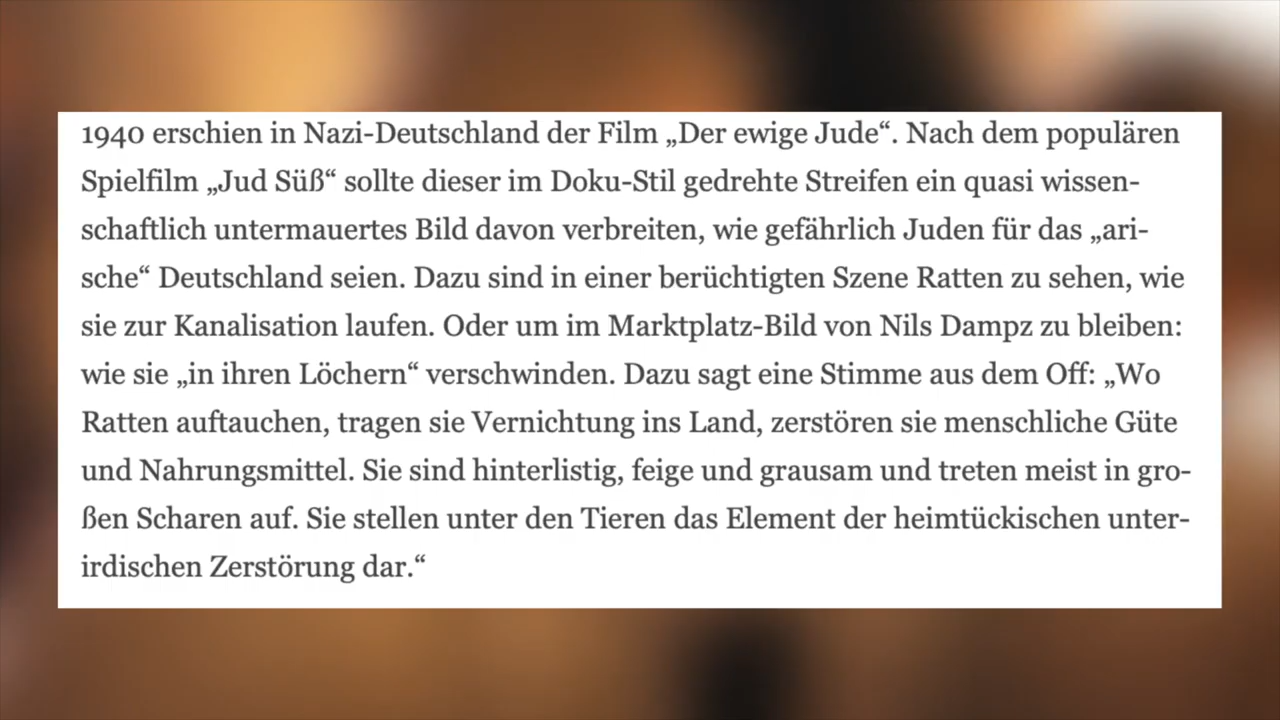 1940 erschien in Nazi-Deutschland der Film „Der ewige Jude“. Nach dem populären
Spielfilm „Jud Süß“ sollte dieser im Doku-Stil gedrehte Streifen ein quasi wissen-
schaftlich untermauertes Bild davon verbreiten, wie gefährlich Juden für das „ari-
sche“ Deutschland seien. Dazu sind in einer berüchtigten Szene Ratten zu sehen, wie
sie zur Kanalisation laufen. Oder um im Marktplatz-Bild von Nils Dampz zu bleiben:
wie sie „in ihren Löchern“ verschwinden. Dazu sagt eine Stimme aus dem Off: „Wo
Ratten auftauchen, tragen sie Vernichtung ins Land, zerstören sie menschliche Güte
und Nahrungsmittel. Sie sind hinterlistig, feige und grausam und treten meist in gro-
ßen Scharen auf. Sie stellen unter den Tieren das Element der heimtückischen unter-
irdischen Zerstörung dar.“